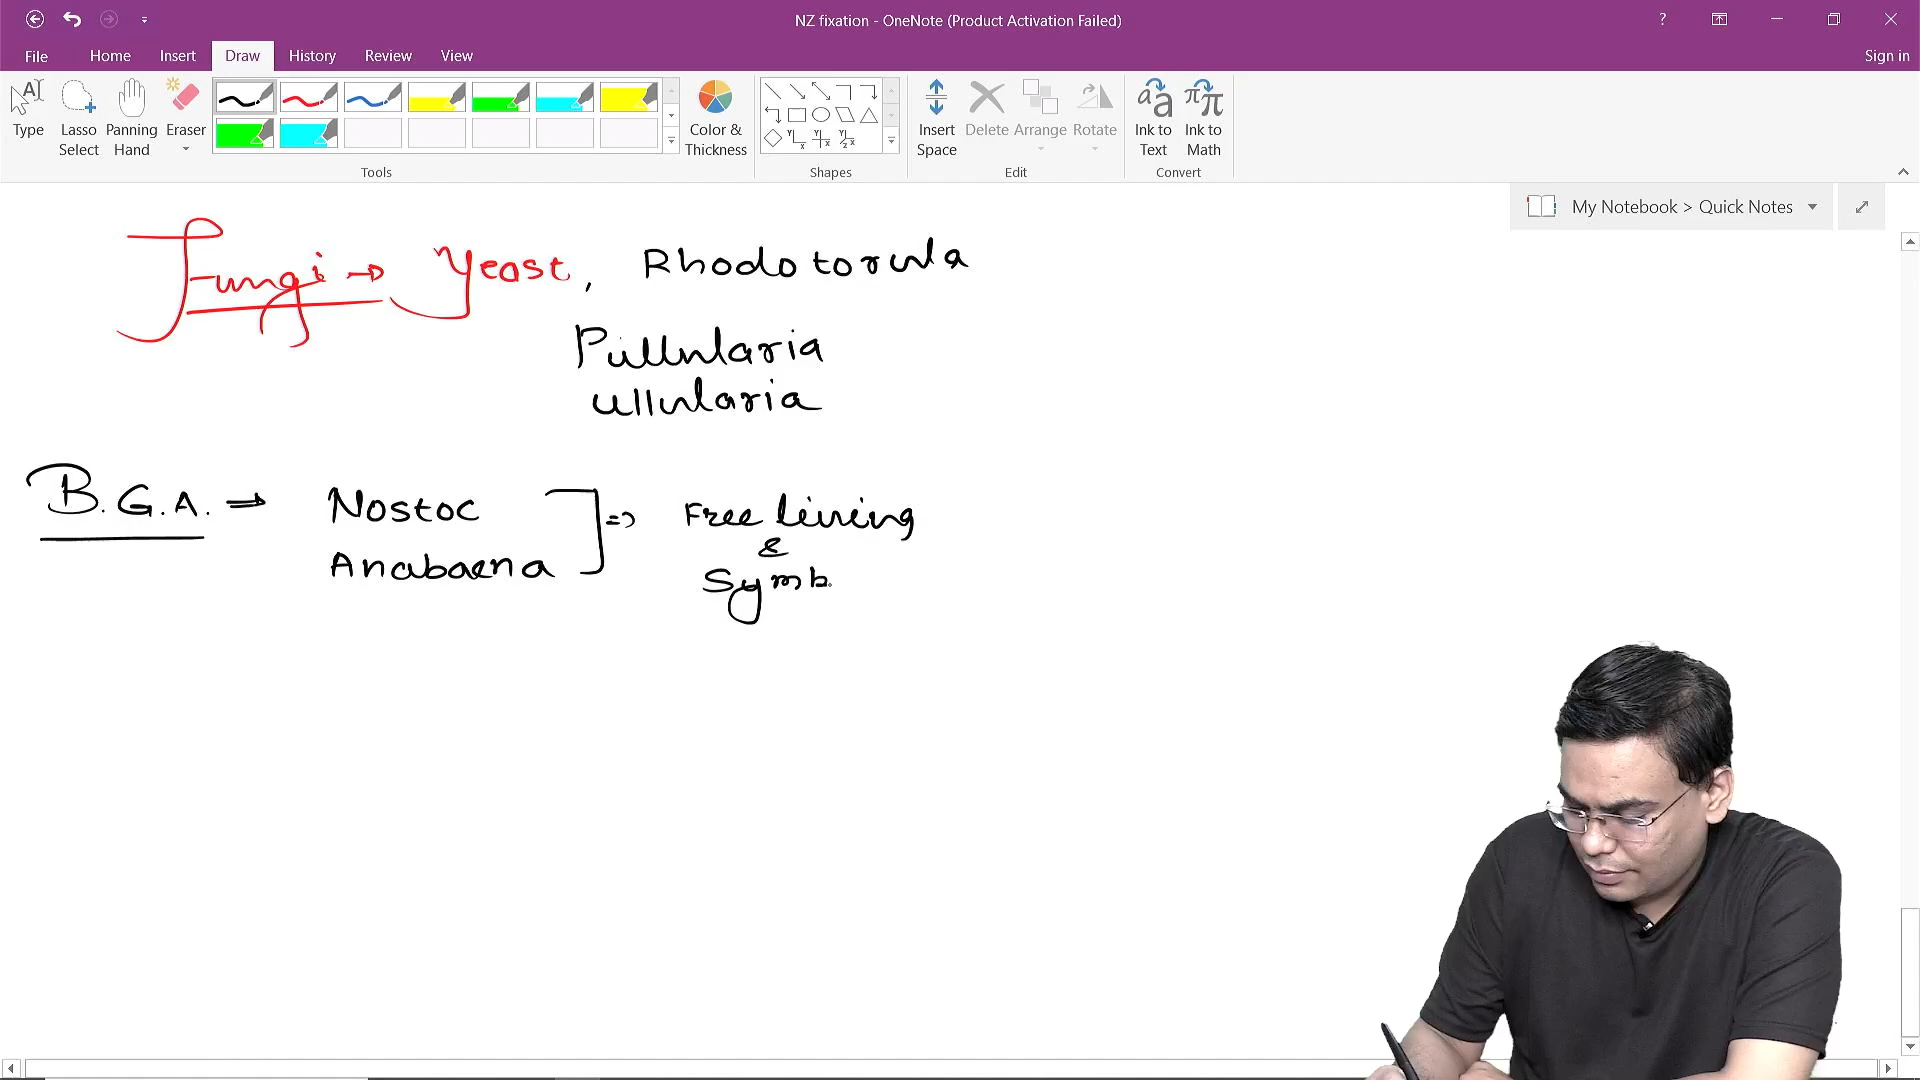 NZ fixation - OneNote (Product Activation Failed)
?
File Home Insert Draw History Review View
Sign in
Type
Lasso Select
Panning Hand
Eraser
Color & Thickness
Insert Space
Delete
Arrange
Rotate
Ink to Text
Ink to Math
Tools
Shapes
Edit
Convert
My Notebook > Quick Notes
Fungi → Yeast, Rhodotorula
Pullularia
ullularia
B.G.A. → Nostoc ] => Free living
&
Anabaena Symb